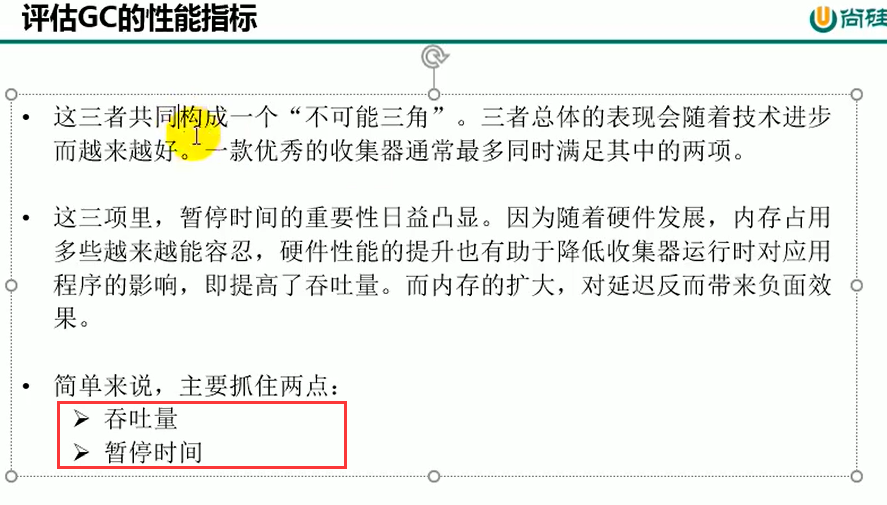 评估GC的性能指标
尚硅
• 这三者共同构成一个“不可能三角”。三者总体的表现会随着技术进步
而越来越好。一款优秀的收集器通常最多同时满足其中的两项。
• 这三项里，暂停时间的重要性日益凸显。因为随着硬件发展，内存占用
多些越来越能容忍，硬件性能的提升也有助于降低收集器运行时对应用
程序的影响，即提高了吞吐量。而内存的扩大，对延迟反而带来负面效
果。
• 简单来说，主要抓住两点：
➢ 吞吐量
➢ 暂停时间